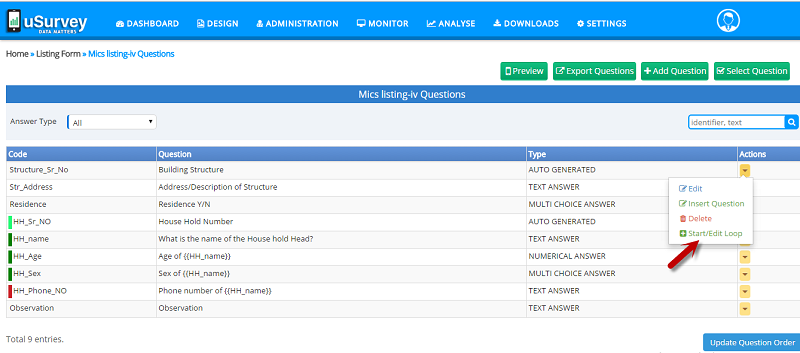 uSurvey
DATA MATTERS
DASHBOARD DESIGN ADMINISTRATION MONITOR ANALYSE DOWNLOADS SETTINGS
Home » Listing Form » Mics listing-iv Questions
Preview Export Questions Add Question Select Question
Mics listing-iv Questions
Answer Type All identifier, text
Code Question Type Actions
Structure_Sr_No Building Structure AUTO GENERATED
Str_Address Address/Description of Structure TEXT ANSWER
Edit
Residence Residence Y/N MULTI CHOICE ANSWER
Insert Question
HH_Sr_NO House Hold Number AUTO GENERATED
Delete
HH_name What is the name of the House hold Head? TEXT ANSWER
Start/Edit Loop
HH_Age Age of {{HH_name}} NUMERICAL ANSWER
HH_Sex Sex of {{HH_name}} MULTI CHOICE ANSWER
HH_Phone_NO Phone number of {{HH_name}} TEXT ANSWER
Observation Observation TEXT ANSWER
Total 9 entries.
Update Question Order